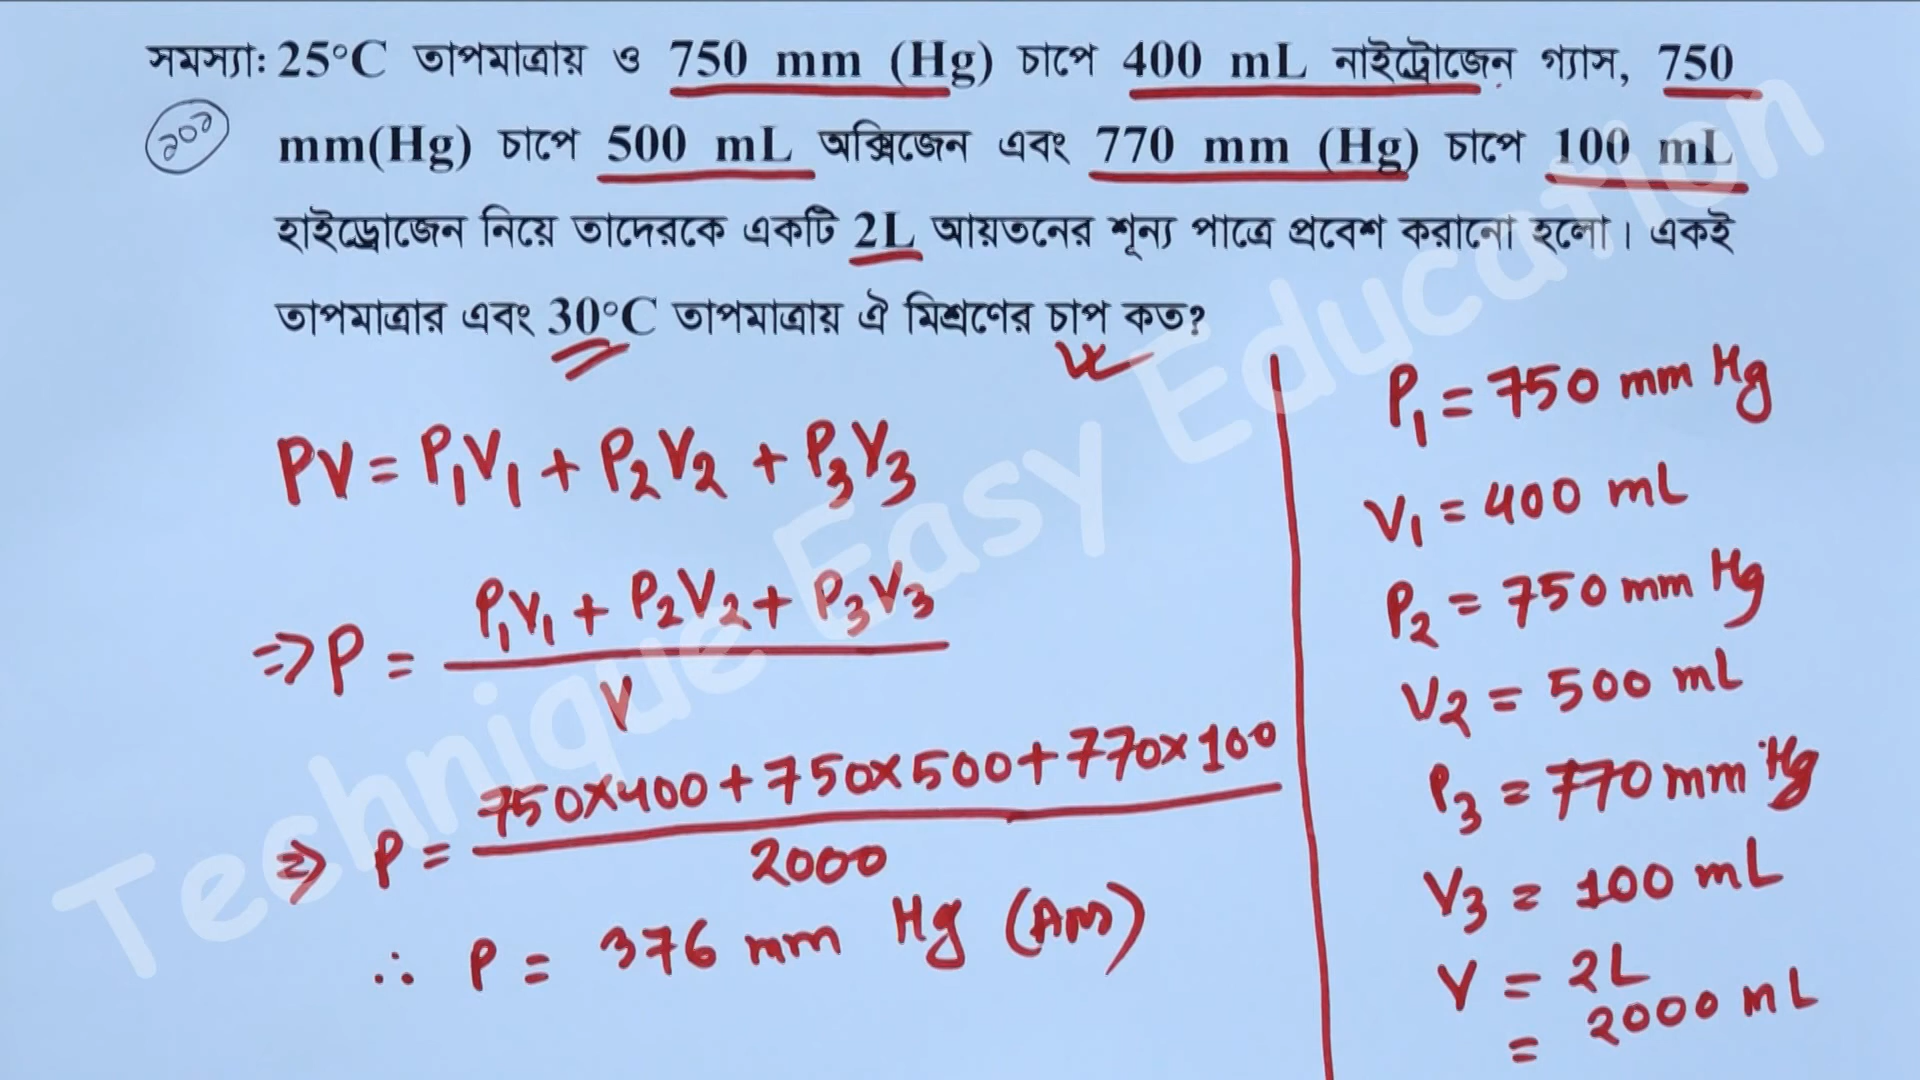 সমস্যা: 25°C তাপমাত্রায় ও 750 mm (Hg) চাপে 400 mL নাইট্রোজেন গ্যাস, 750
mm(Hg) চাপে 500 mL অক্সিজেন এবং 770 mm (Hg) চাপে 100 mL
হাইড্রোজেন নিয়ে তাদেরকে একটি 2L আয়তনের শূন্য পাত্রে প্রবেশ করানো হলো। একই
তাপমাত্রার এবং 30°C তাপমাত্রায় ঐ মিশ্রণের চাপ কত?
PV = P₁V₁ + P₂V₂ + P₃V₃
⇒ P = P₁V₁ + P₂V₂ + P₃V₃
V
⇒ P = 750×400 + 750×500 + 770×100
2000
∴ P = 376 mm Hg (Ans)
P₁ = 750 mm Hg
V₁ = 400 mL
P₂ = 750 mm Hg
V₂ = 500 mL
P₃ = 770 mm Hg
V₃ = 100 mL
V = 2L
= 2000 mL
Technique Easy Education